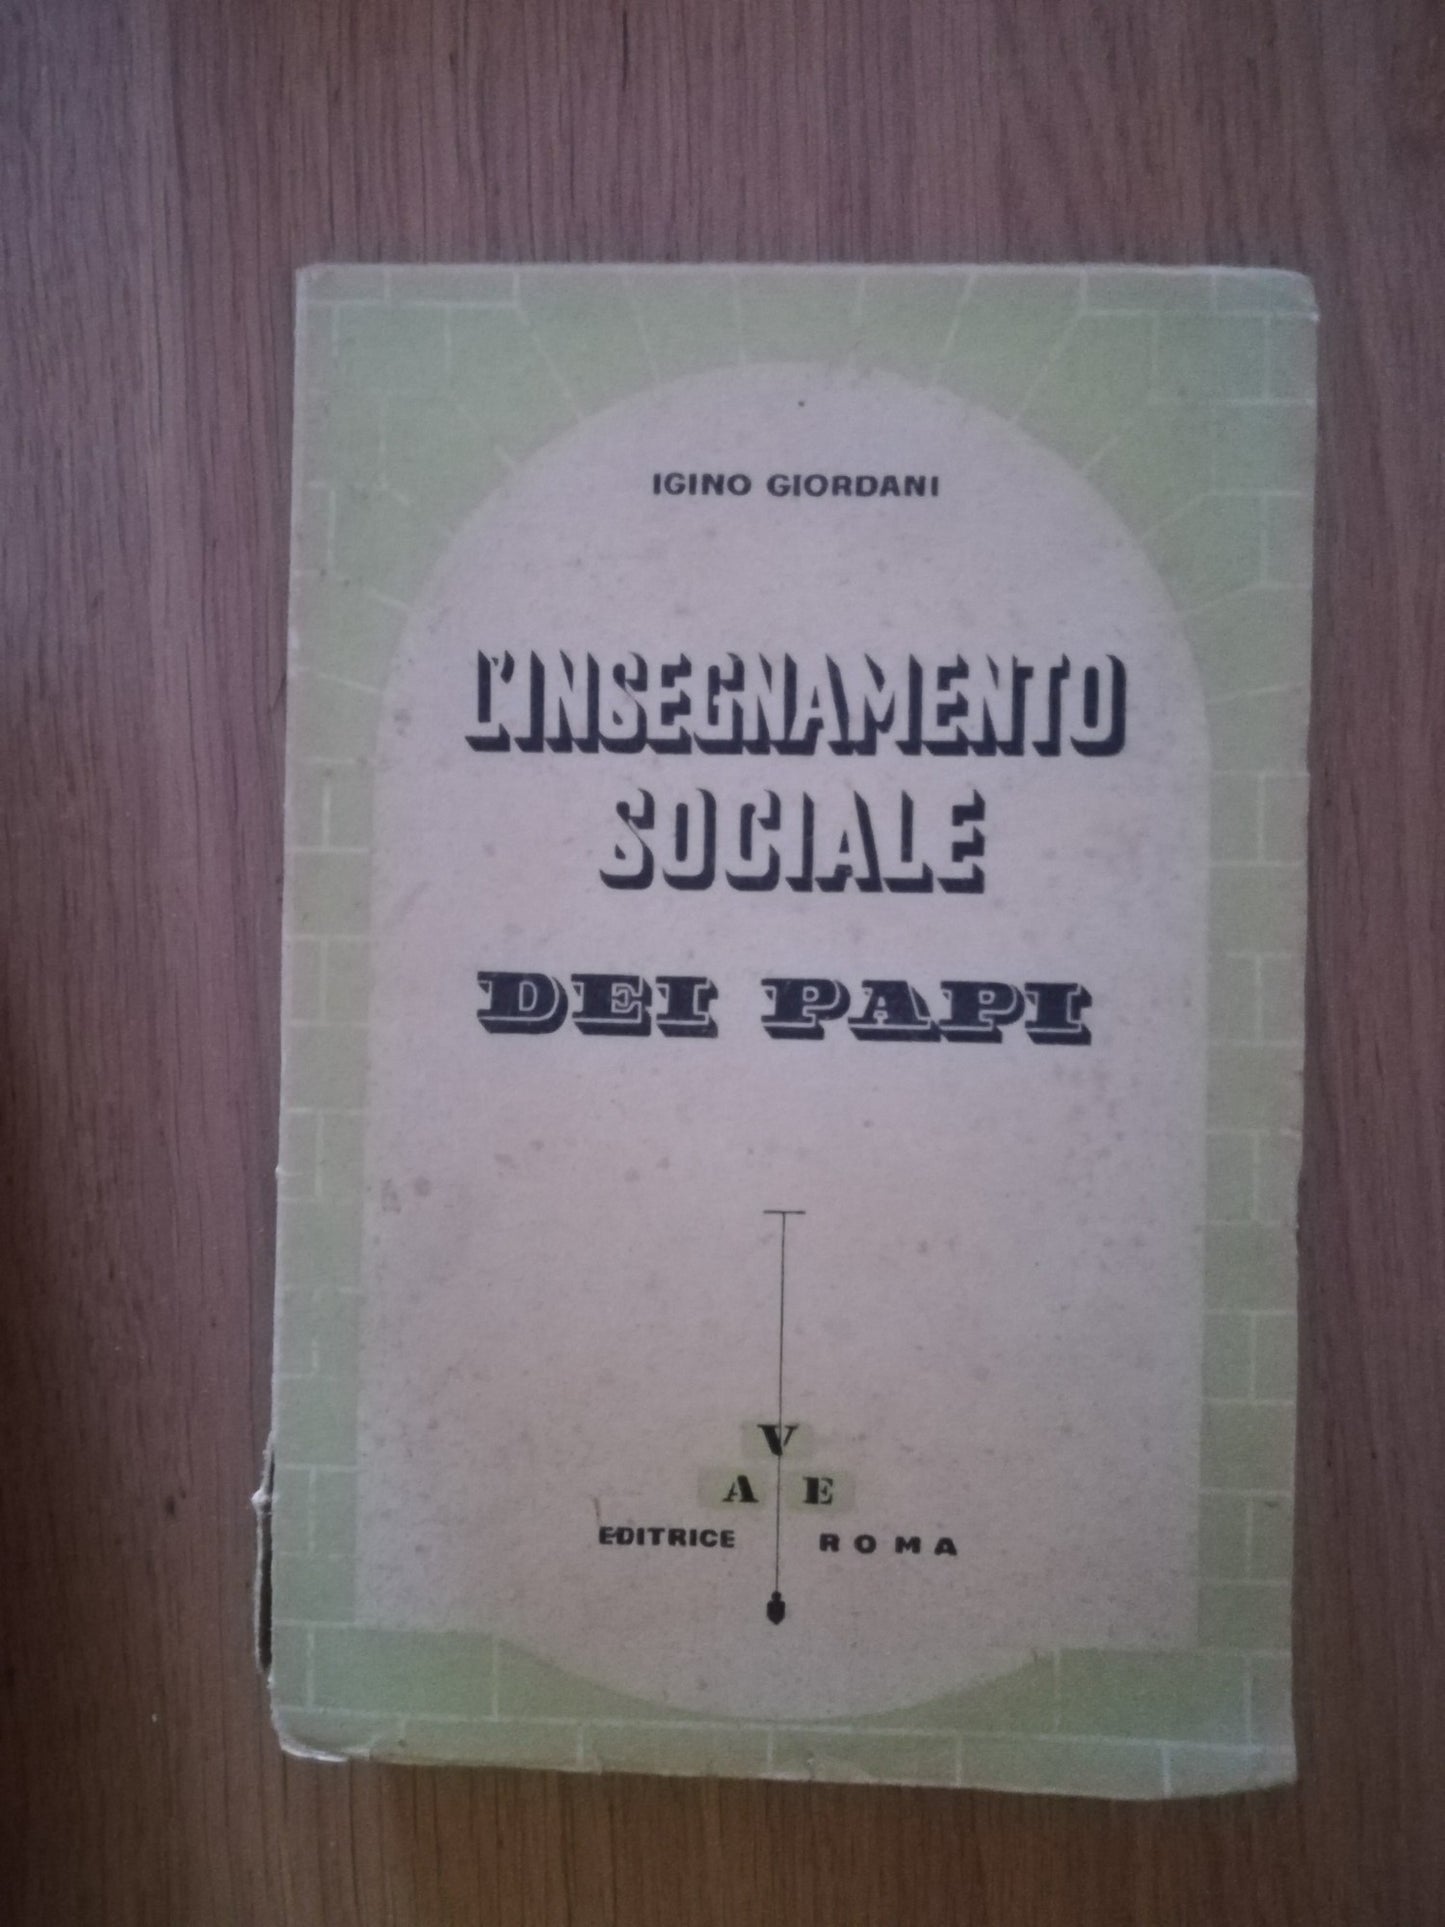 IGINO GIORDANI
L'INSEGNAMENTO
SOCIALE
DEI PAPI
V
A E
EDITRICE ROMA